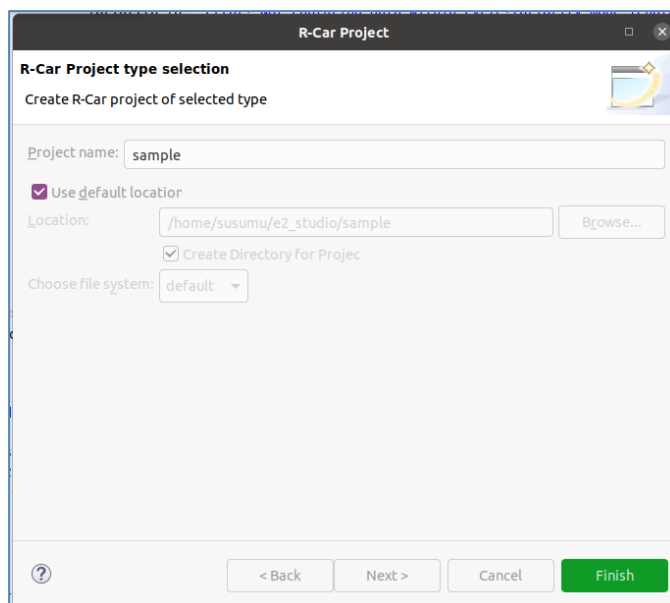 R-Car Project
R-Car Project type selection
Create R-Car project of selected type
Project name: sample
Use default location
Location: /home/susumu/e2_studio/sample Browse...
Create Directory for Projec
Choose file system: default
< Back Next > Cancel Finish